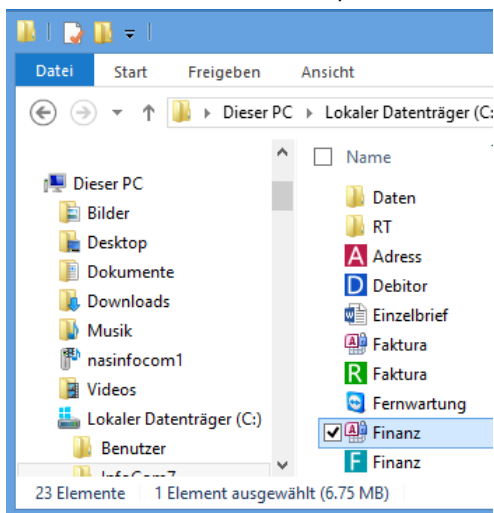 Datei Start Freigeben Ansicht
Dieser PC Lokaler Datenträger (C:
Name
Dieser PC
Bilder
Desktop
Dokumente
Downloads
Musik
nasinfocom1
Videos
Lokaler Datenträger (C:)
Benutzer
InfoCom7
Daten
RT
A Adress
D Debitor
Einzelbrief
Faktura
R Faktura
Fernwartung
Finanz
F Finanz
23 Elemente 1 Element ausgewählt (6.75 MB)